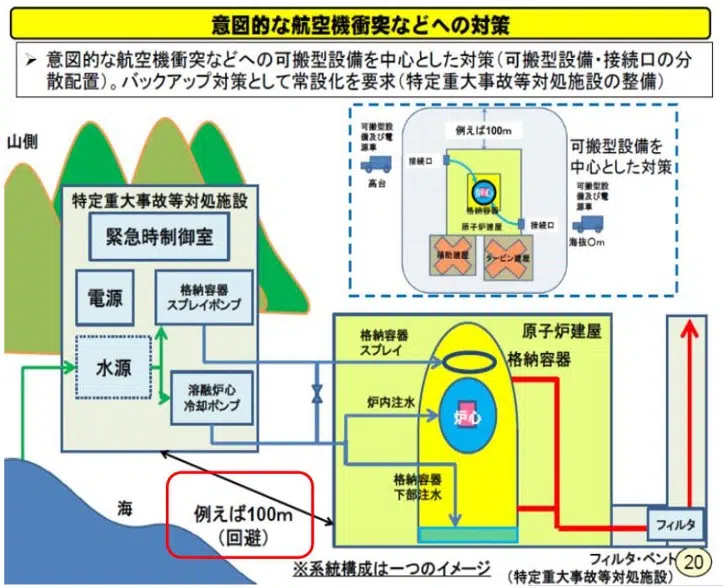 意図的な航空機衝突などへの対策
➢ 意図的な航空機衝突などへの可搬型設備を中心とした対策(可搬型設備・接続口の分
散配置)。バックアップ対策として常設化を要求(特定重大事故等対処施設の整備)
山側
特定重大事故等対処施設
緊急時制御室
電源
格納容器
スプレイポンプ
水源
溶融炉心
冷却ポンプ
海
例えば100m
(回避)
可搬型設
備及び電
源車
高台
例えば100m
接続口
炉心
格納容器
原子炉建屋
接続口
補助建屋
タービン建屋
可搬型設備を
中心とした対策
可搬型設
備及び電
源車
海抜〇m
原子炉建屋
格納容器
格納容器
スプレイ
炉内注水
炉心
格納容器
下部注水
フィルタ
※系統構成は一つのイメージ
フィルタ・ベント
(特定重大事故等対処施設)
20